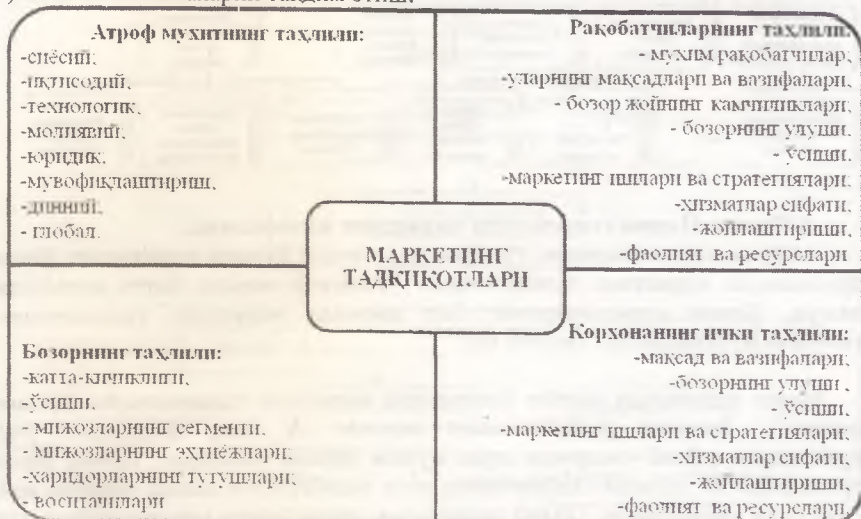 Атроф мухитининг таҳлили:
-сиёсий;
-иқтисодий,
-технологик,
-молиявий,
-юридик,
-мувофиқлаштириш,
-диний;
- глобал.
Рақобатчиларнинг таҳлили:
- муҳим рақобатчилар;
-уларнинг мақсадлари ва вазифалари,
- бозор жойнинг камчиликлари;
- бозорнинг улуши,
- ўсиши,
-маркетинг ишлари ва стратегиялари;
-хизматлар сифати,
-жойлаштириши,
-фаолият ва ресурслари
МАРКЕТИНГ
ТАДҚИҚОТЛАРИ
Бозорнинг таҳлили:
-катта-кичиклиги,
-ўсиши,
- мижозларнинг сегменти,
- мижозларнинг эҳтиёжлари;
-харидорларнинг тутушлари;
- воситачилари
Корхонанинг ички таҳлили:
-мақсад ва вазифалари;
-бозорнинг улуши ,
- ўсиши,
-маркетинг ишлари ва стратегиялари;
-хизматлар сифати,
-жойлаштириши,
-фаолият ва ресурслари,